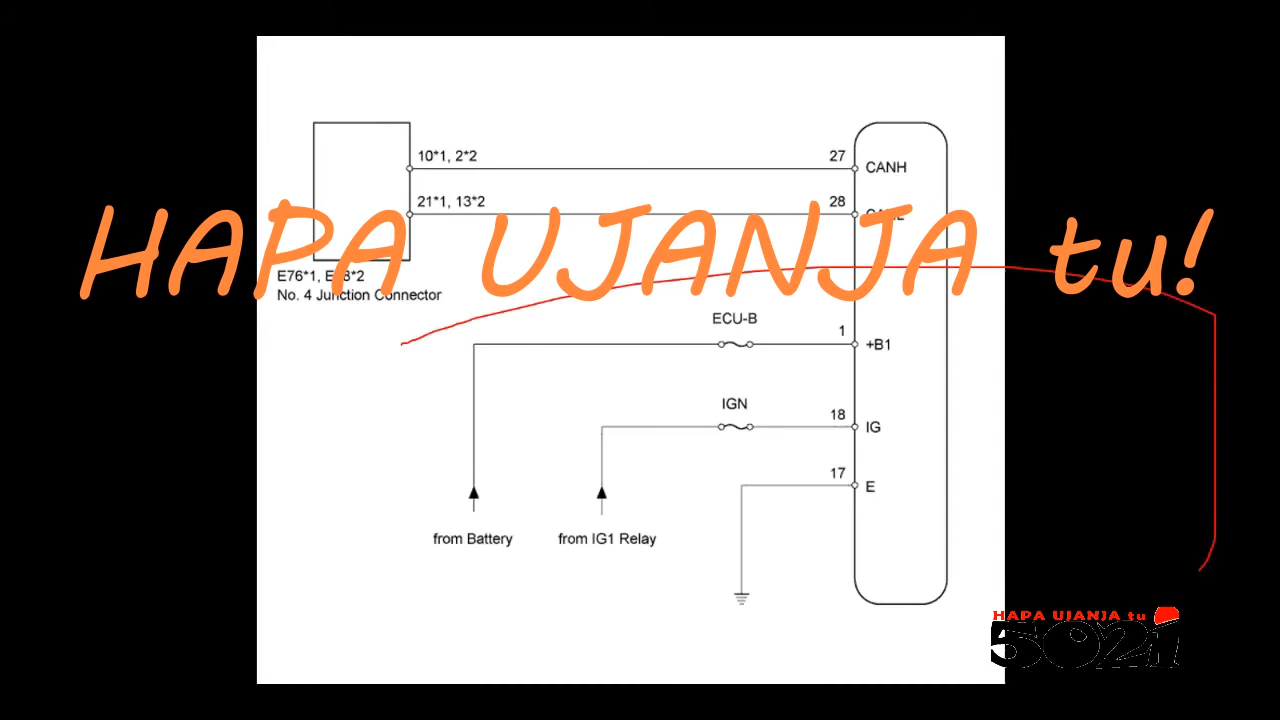 10*1, 2*2
27
CANH
21*1, 13*2
28
HAPA UJANJA tu!
No. 4 Junction Connector
ECU-B
1
+B1
IGN
18
IG
17
E
from Battery
from IG1 Relay
HAPA UJANJA tu
5021